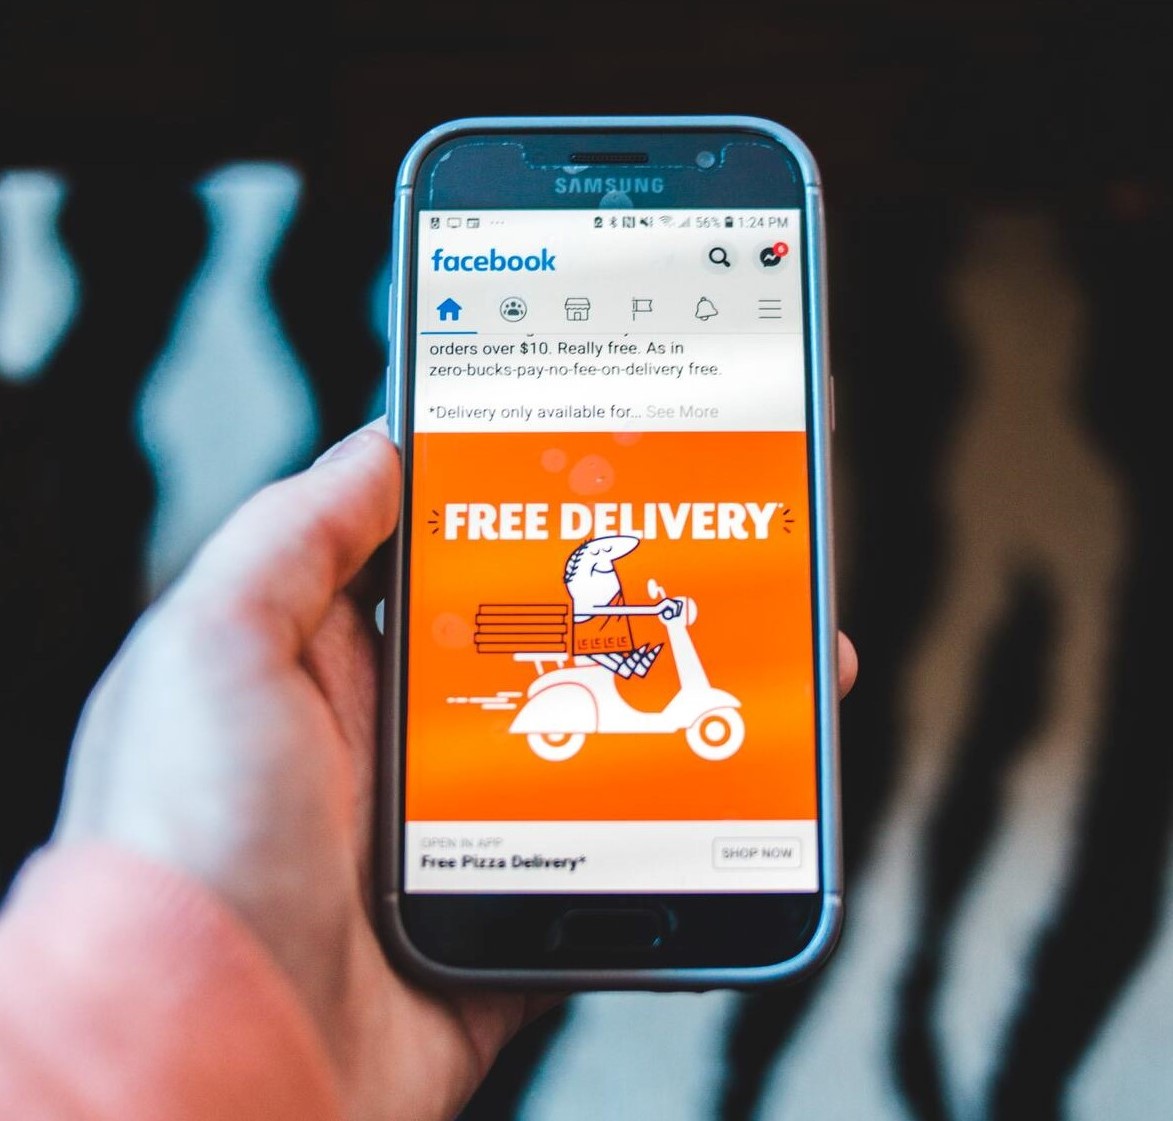 SAMSUNG
56% 1:24 PM
facebook
6
orders over $10. Really free. As in
zero-bucks-pay-no-fee-on-delivery free.
*Delivery only available for... See More
FREE DELIVERY*
OPEN IN APP
Free Pizza Delivery*
SHOP NOW